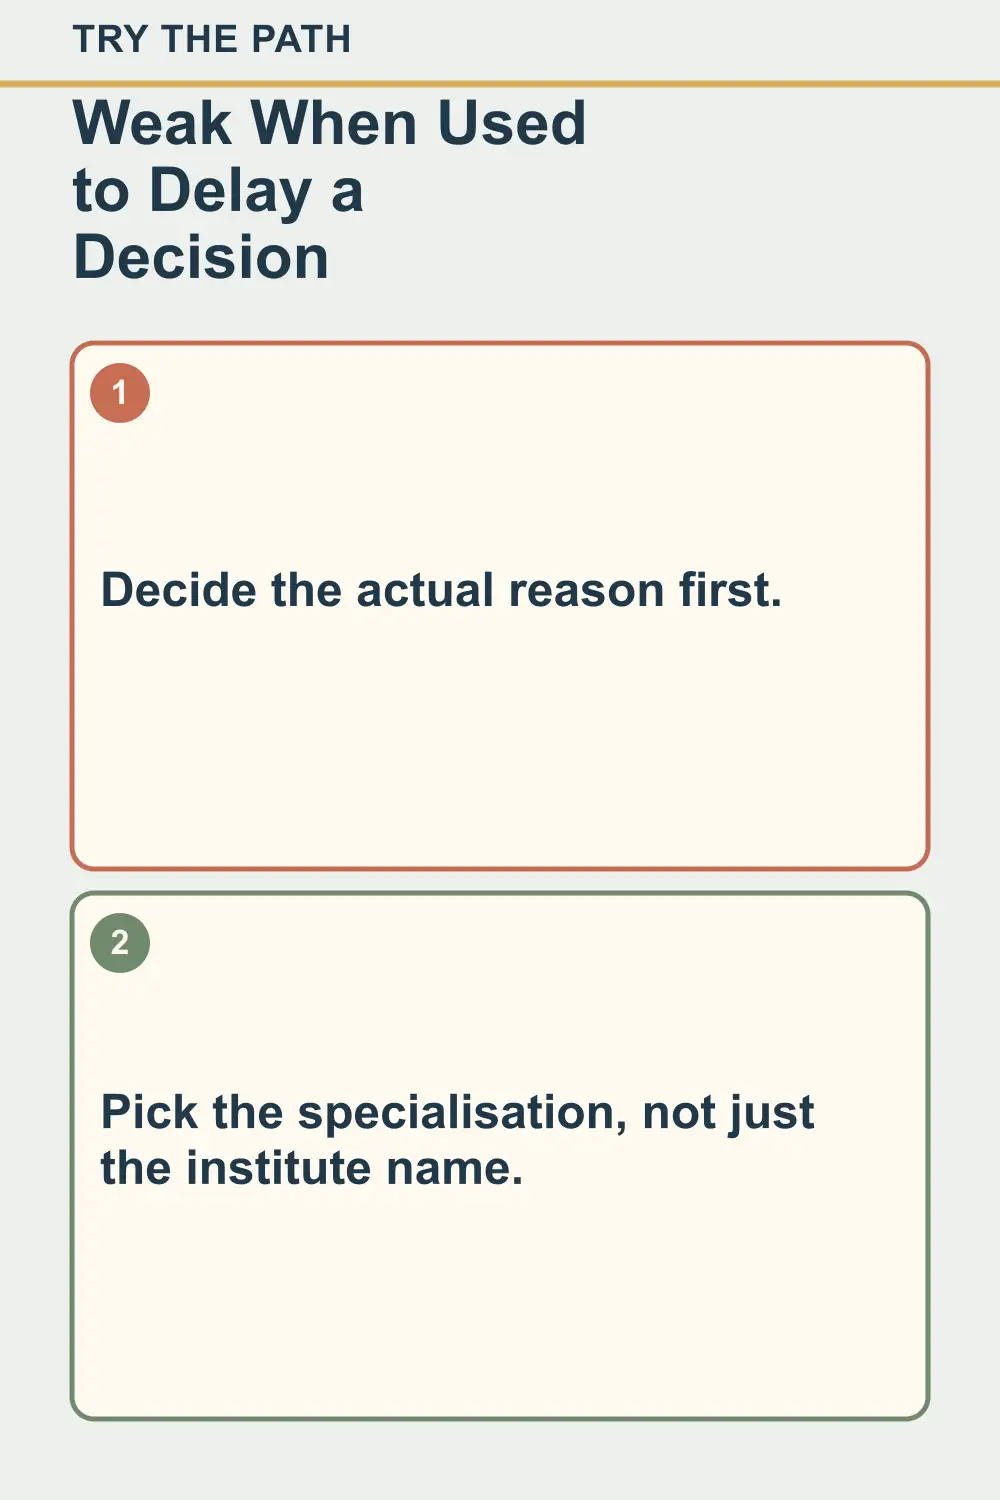 TRY THE PATH
Weak When Used
to Delay a
Decision
1
Decide the actual reason first.
2
Pick the specialisation, not just
the institute name.